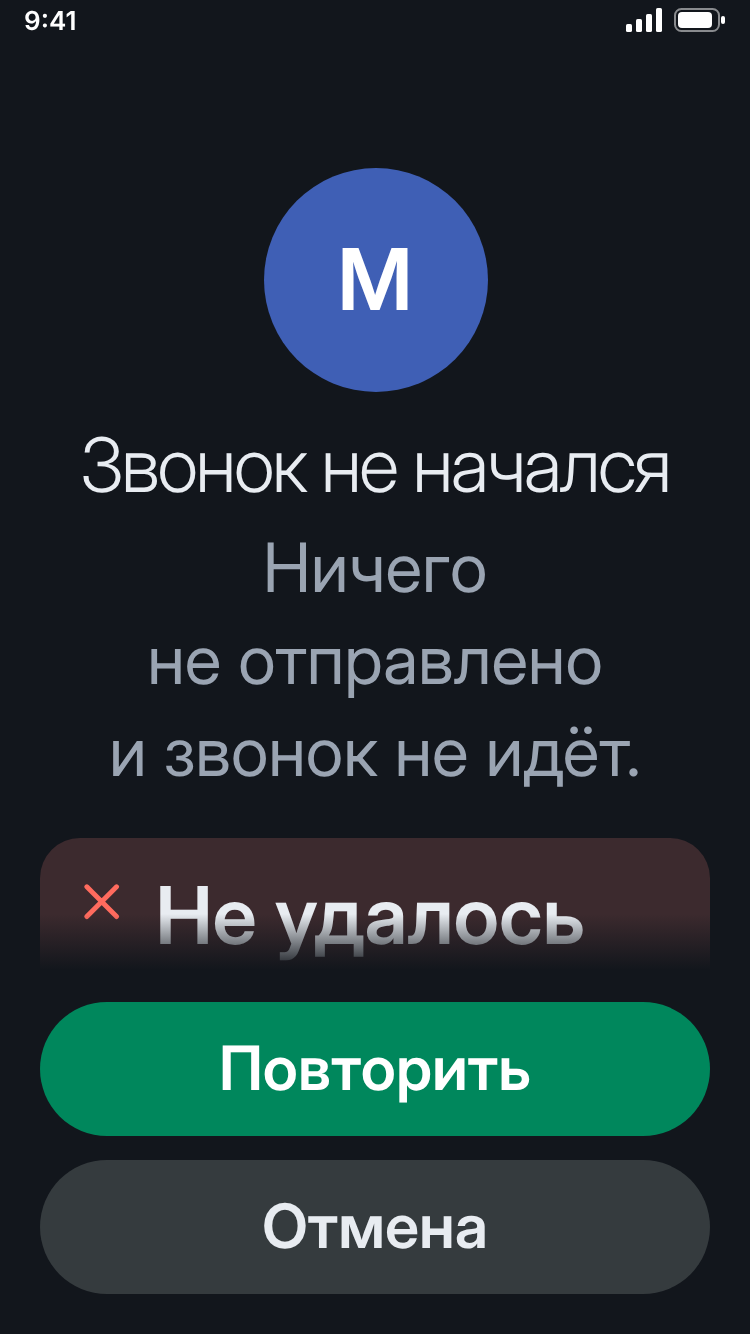 9:41
М
Звонок не начался
Ничего
не отправлено
и звонок не идёт.
Не удалось
Повторить
Отмена